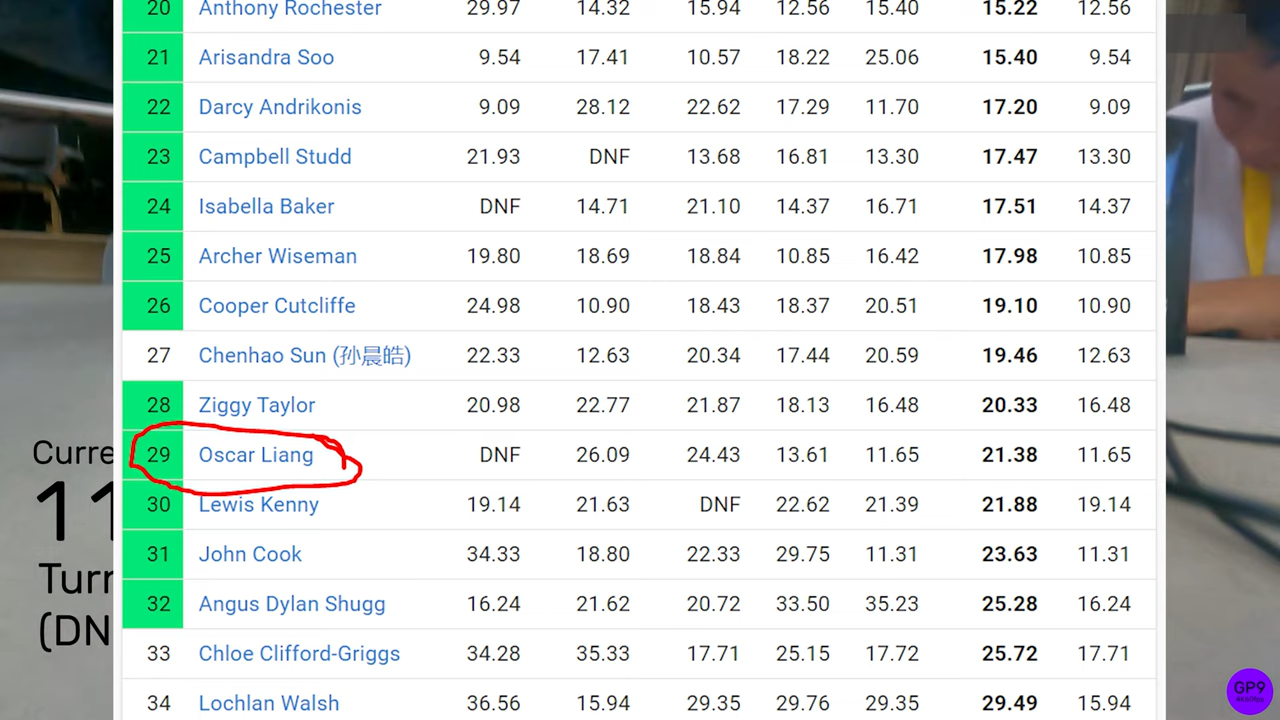 20 Anthony Rochester 29.97 14.32 15.94 12.56 15.40 15.22 12.56
21 Arisandra Soo 9.54 17.41 10.57 18.22 25.06 15.40 9.54
22 Darcy Andrikonis 9.09 28.12 22.62 17.29 11.70 17.20 9.09
23 Campbell Studd 21.93 DNF 13.68 16.81 13.30 17.47 13.30
24 Isabella Baker DNF 14.71 21.10 14.37 16.71 17.51 14.37
25 Archer Wiseman 19.80 18.69 18.84 10.85 16.42 17.98 10.85
26 Cooper Cutcliffe 24.98 10.90 18.43 18.37 20.51 19.10 10.90
27 Chenhao Sun (孙晨皓) 22.33 12.63 20.34 17.44 20.59 19.46 12.63
28 Ziggy Taylor 20.98 22.77 21.87 18.13 16.48 20.33 16.48
29 Oscar Liang DNF 26.09 24.43 13.61 11.65 21.38 11.65
30 Lewis Kenny 19.14 21.63 DNF 22.62 21.39 21.88 19.14
31 John Cook 34.33 18.80 22.33 29.75 11.31 23.63 11.31
32 Angus Dylan Shugg 16.24 21.62 20.72 33.50 35.23 25.28 16.24
33 Chloe Clifford-Griggs 34.28 35.33 17.71 25.15 17.72 25.72 17.71
34 Lochlan Walsh 36.56 15.94 29.35 29.76 29.35 29.49 15.94
Curre
11
Turn
(DN
GP9